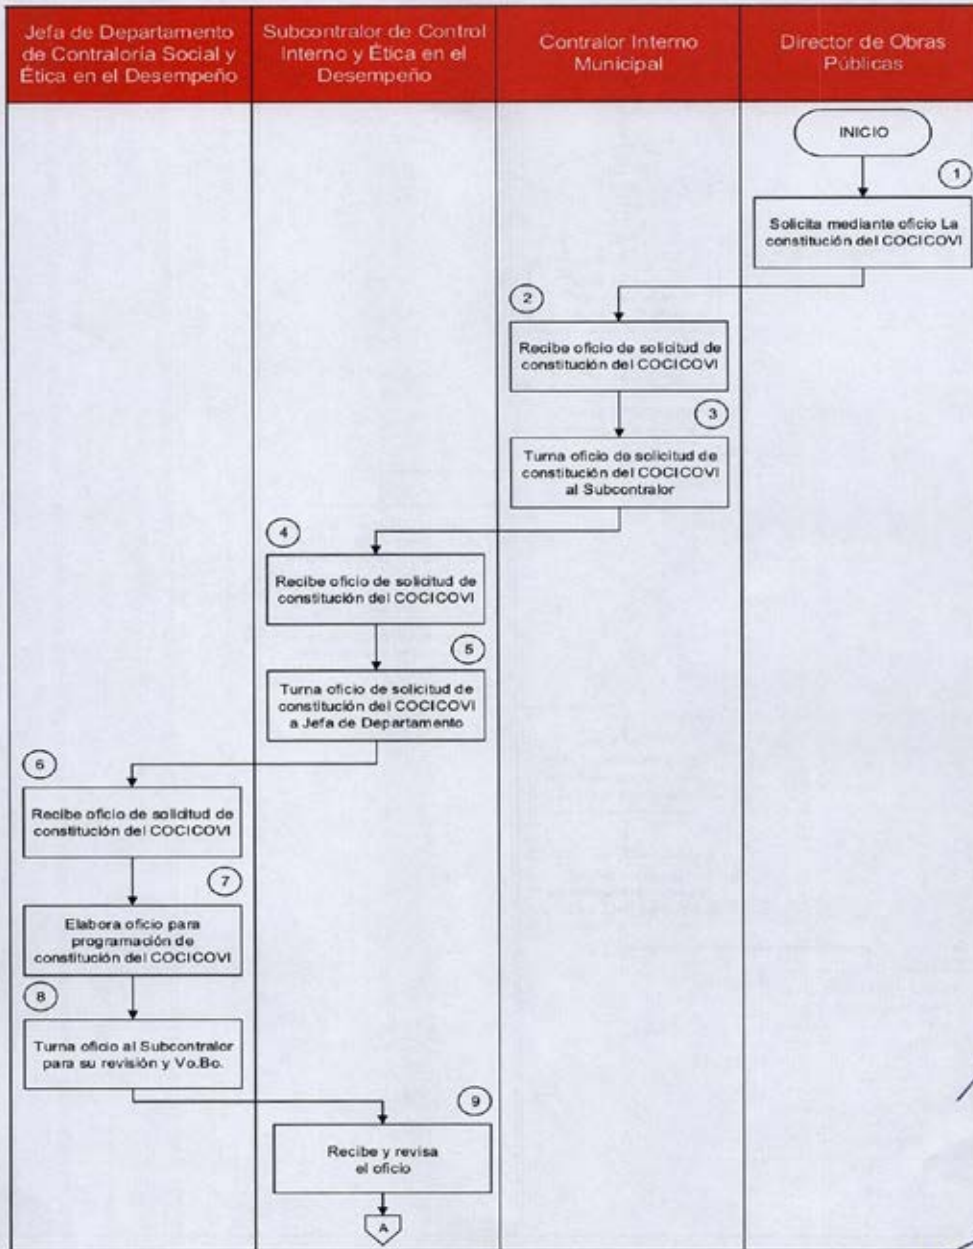 Jefa de Departamento
de Contraloría Social y
Ética en el Desempeño
Subcontralor de Control
Interno y Ética en el
Desempeño
Contralor Interno
Municipal
Director de Obras
Públicas
INICIO
1
Solicita mediante oficio La
constitución del COCICOVI
2
Recibe oficio de solicitud de
constitución del COCICOVI
3
Turna oficio de solicitud de
constitución del COCICOVI
al Subcontralor
4
Recibe oficio de solicitud de
constitución del COCICOVI
5
Turna oficio de solicitud de
constitución del COCICOVI
a Jefa de Departamento
6
Recibe oficio de solicitud de
constitución del COCICOVI
7
Elabora oficio para
programación de
constitución del COCICOVI
8
Turna oficio al Subcontralor
para su revisión y Vo.Bo.
9
Recibe y revisa
el oficio
A